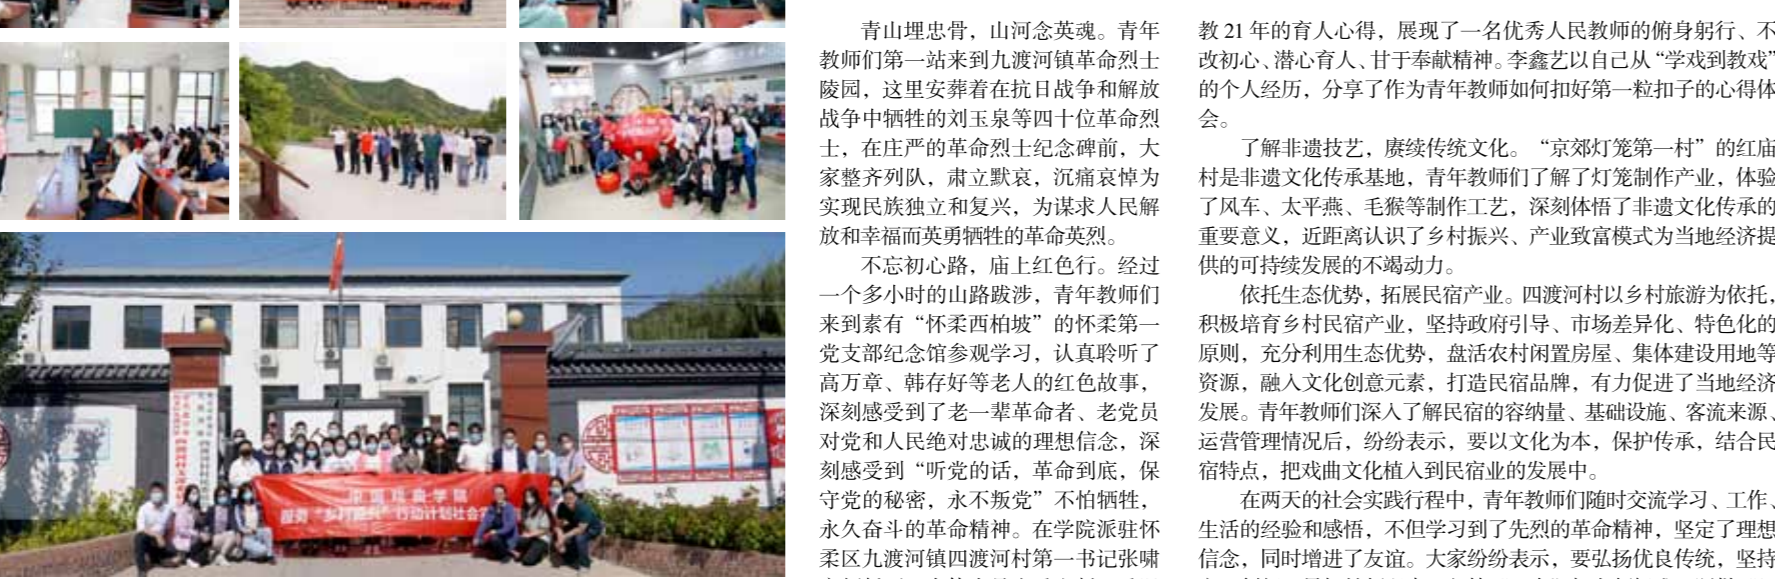 中国戏曲学院
服务“乡村振兴”行动计划社会实
青山埋忠骨，山河念英魂。青年
教师们第一站来到九渡河镇革命烈士
陵园，这里安葬着在抗日战争和解放
战争中牺牲的刘玉泉等四十位革命烈
士，在庄严的革命烈士纪念碑前，大
家整齐列队，肃立默哀，沉痛哀悼为
实现民族独立和复兴，为谋求人民解
放和幸福而英勇牺牲的革命英烈。
不忘初心路，庙上红色行。经过
一个多小时的山路跋涉，青年教师们
来到素有“怀柔西柏坡”的怀柔第一
党支部纪念馆参观学习，认真聆听了
高万章、韩存好等老人的红色故事，
深刻感受到了老一辈革命者、老党员
对党和人民绝对忠诚的理想信念，深
刻感受到“听党的话，革命到底，保
守党的秘密，永不叛党”不怕牺牲，
永久奋斗的革命精神。在学院派驻怀
柔区九渡河镇四渡河村第一书记张啸
教 21 年的育人心得，展现了一名优秀人民教师的俯身躬行、不
改初心、潜心育人、甘于奉献精神。李鑫艺以自己从“学戏到教戏”
的个人经历，分享了作为青年教师如何扣好第一粒扣子的心得体
会。
了解非遗技艺，赓续传统文化。“京郊灯笼第一村”的红庙
村是非遗文化传承基地，青年教师们了解了灯笼制作产业，体验
了风车、太平燕、毛猴等制作工艺，深刻体悟了非遗文化传承的
重要意义，近距离认识了乡村振兴、产业致富模式为当地经济提
供的可持续发展的不竭动力。
依托生态优势，拓展民宿产业。四渡河村以乡村旅游为依托，
积极培育乡村民宿产业，坚持政府引导、市场差异化、特色化的
原则，充分利用生态优势，盘活农村闲置房屋、集体建设用地等
资源，融入文化创意元素，打造民宿品牌，有力促进了当地经济
发展。青年教师们深入了解民宿的容纳量、基础设施、客流来源、
运营管理情况后，纷纷表示，要以文化为本，保护传承，结合民
宿特点，把戏曲文化植入到民宿业的发展中。
在两天的社会实践行程中，青年教师们随时交流学习、工作、
生活的经验和感悟，不但学习到了先烈的革命精神，坚定了理想
信念，同时增进了友谊。大家纷纷表示，要弘扬优良传统，坚持